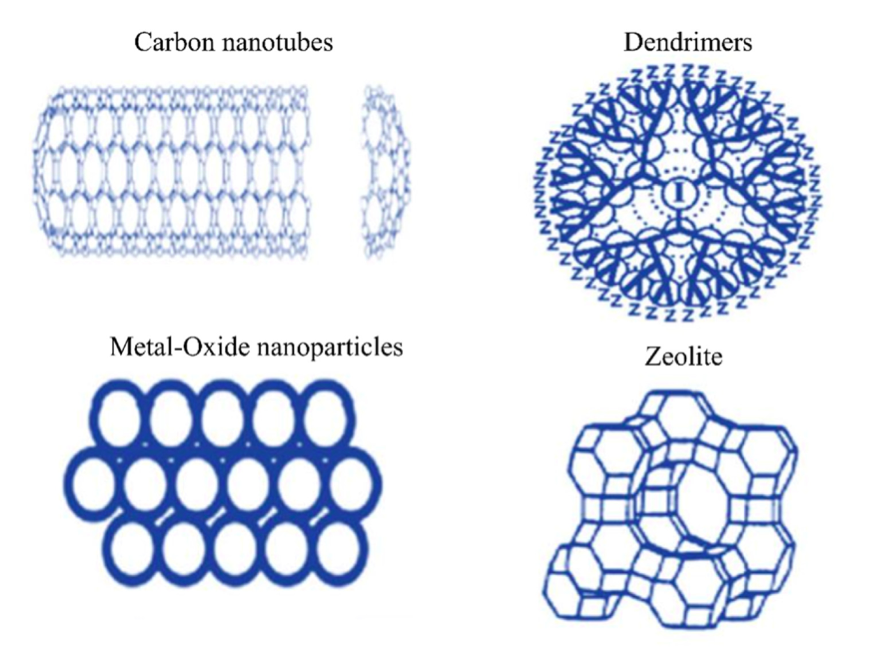 Carbon nanotubes
Dendrimers
I
Metal-Oxide nanoparticles
Zeolite